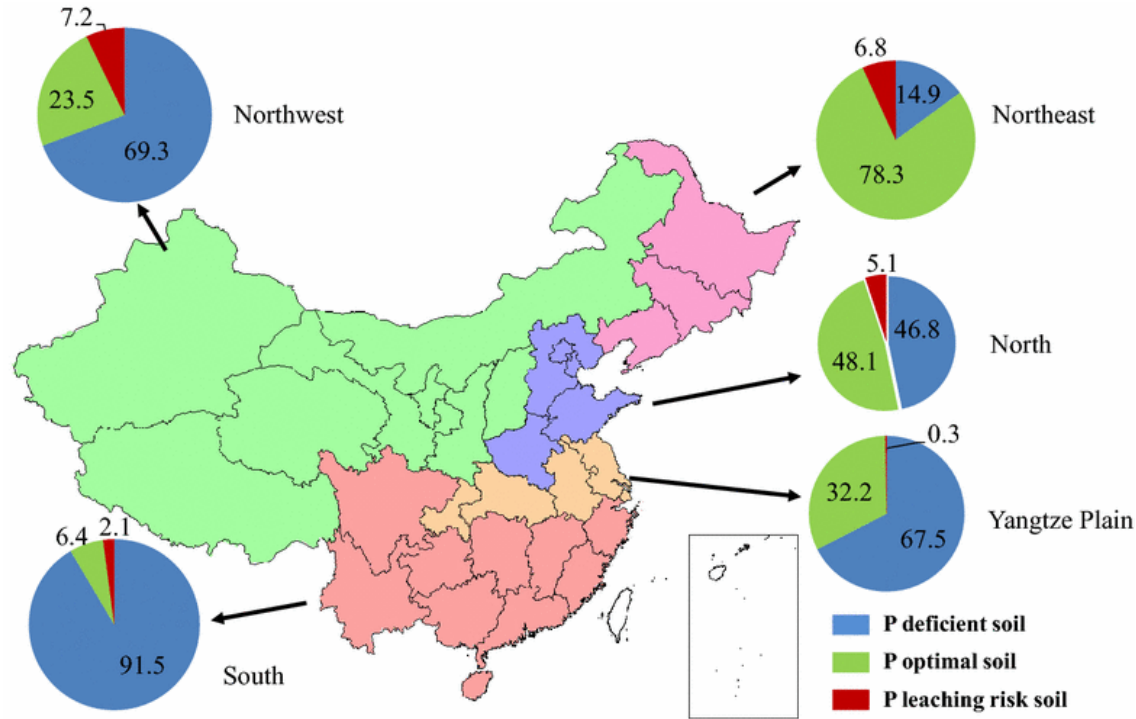 7.2
23.5
69.3
Northwest
6.8
14.9
78.3
Northeast
5.1
46.8
48.1
North
0.3
32.2
67.5
Yangtze Plain
6.4
2.1
91.5
South
P deficient soil
P optimal soil
P leaching risk soil